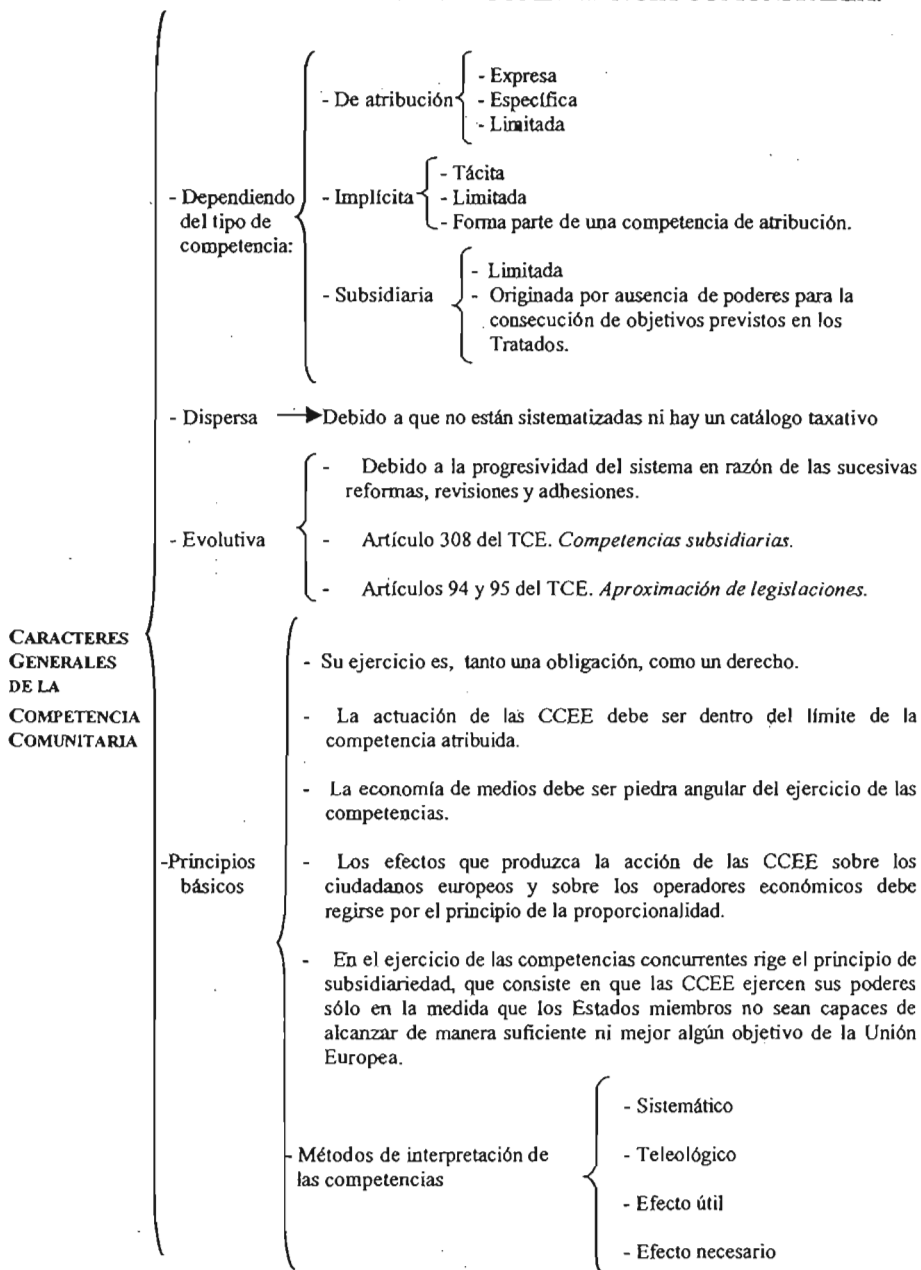 - De atribución
- Expresa
- Específica
- Limitada
- Dependiendo
del tipo de
competencia:
- Implícita
- Tácita
- Limitada
- Forma parte de una competencia de atribución.
- Subsidiaria
- Limitada
- Originada por ausencia de poderes para la
consecución de objetivos previstos en los
Tratados.
- Dispersa
Debido a que no están sistematizadas ni hay un catálogo taxativo
- Evolutiva
- Debido a la progresividad del sistema en razón de las sucesivas
reformas, revisiones y adhesiones.
- Artículo 308 del TCE. Competencias subsidiarias.
- Artículos 94 y 95 del TCE. Aproximación de legislaciones.
CARACTERES
GENERALES
DE LA
COMPETENCIA
COMUNITARIA
-Principios
básicos
- Su ejercicio es, tanto una obligación, como un derecho.
- La actuación de las CCEE debe ser dentro del límite de la
competencia atribuida.
- La economía de medios debe ser piedra angular del ejercicio de las
competencias.
- Los efectos que produzca la acción de las CCEE sobre los
ciudadanos europeos y sobre los operadores económicos debe
regirse por el principio de la proporcionalidad.
- En el ejercicio de las competencias concurrentes rige el principio de
subsidiariedad, que consiste en que las CCEE ejercen sus poderes
sólo en la medida que los Estados miembros no sean capaces de
alcanzar de manera suficiente ni mejor algún objetivo de la Unión
Europea.
- Métodos de interpretación de
las competencias
- Sistemático
- Teleológico
- Efecto útil
- Efecto necesario